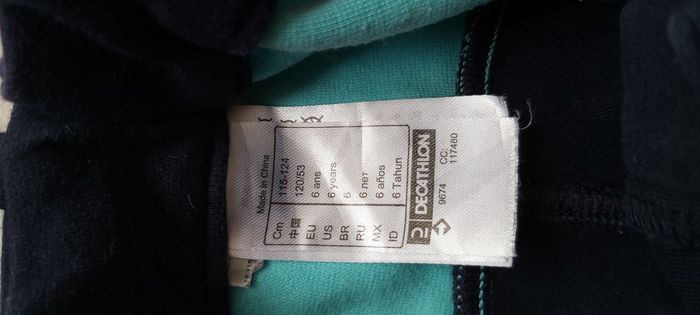 Made in China
Cm 115-124
中国 120/53
EU 6 ans
US 6 years
BR 6
RU 6 лет
MX 6 años
ID 6 Tahun
DECATHLON
9674 CC:
117480